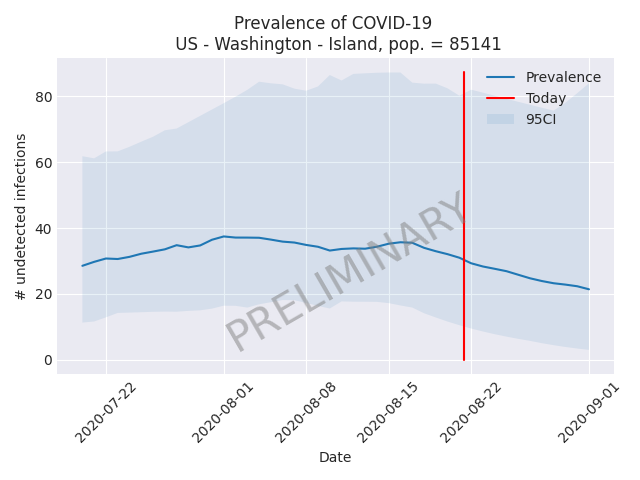 Prevalence of COVID-19
US - Washington - Island, pop. = 85141
Prevalence
Today
95CI
PRELIMINARY
# undetected infections
80
60
40
20
0
2020-07-22
2020-08-01
2020-08-08
2020-08-15
2020-08-22
2020-09-01
Date